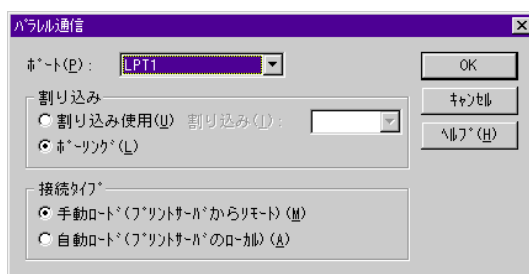 ﾊﾟﾗﾚﾙ通信
ﾎﾟｰﾄ(P): LPT1
OK
割り込み
ｷｬﾝｾﾙ
割り込み使用(U) 割り込み(I):
ﾍﾙﾌﾟ(H)
ﾎﾟｰﾘﾝｸﾞ(L)
接続ﾀｲﾌﾟ
手動ﾛｰﾄﾞ(ﾌﾟﾘﾝﾄｻｰﾊﾞからﾘﾓｰﾄ)(M)
自動ﾛｰﾄﾞ(ﾌﾟﾘﾝﾄｻｰﾊﾞのﾛｰｶﾙ)(A)